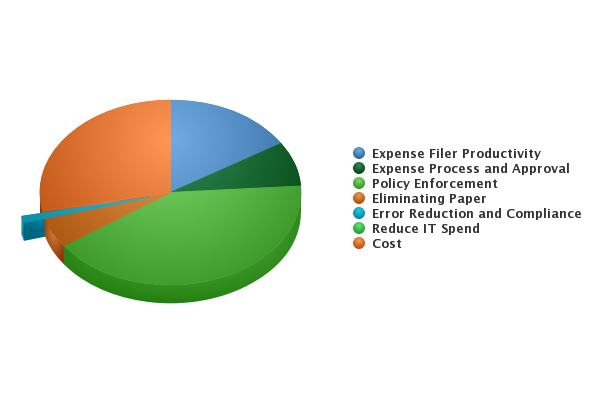 Expense Filer Productivity
Expense Process and Approval
Policy Enforcement
Eliminating Paper
Error Reduction and Compliance
Reduce IT Spend
Cost